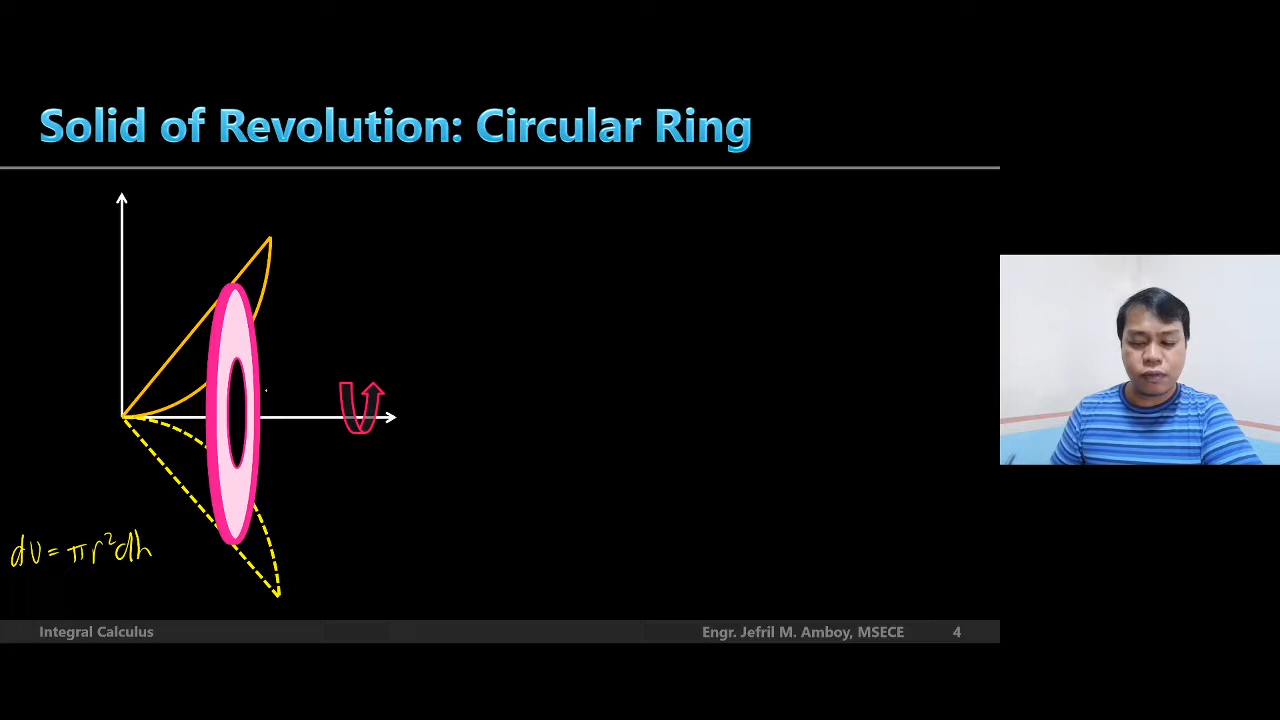 Solid of Revolution: Circular Ring
dv = πr²dh
Integral Calculus
Engr. Jefril M. Amboy, MSECE 4